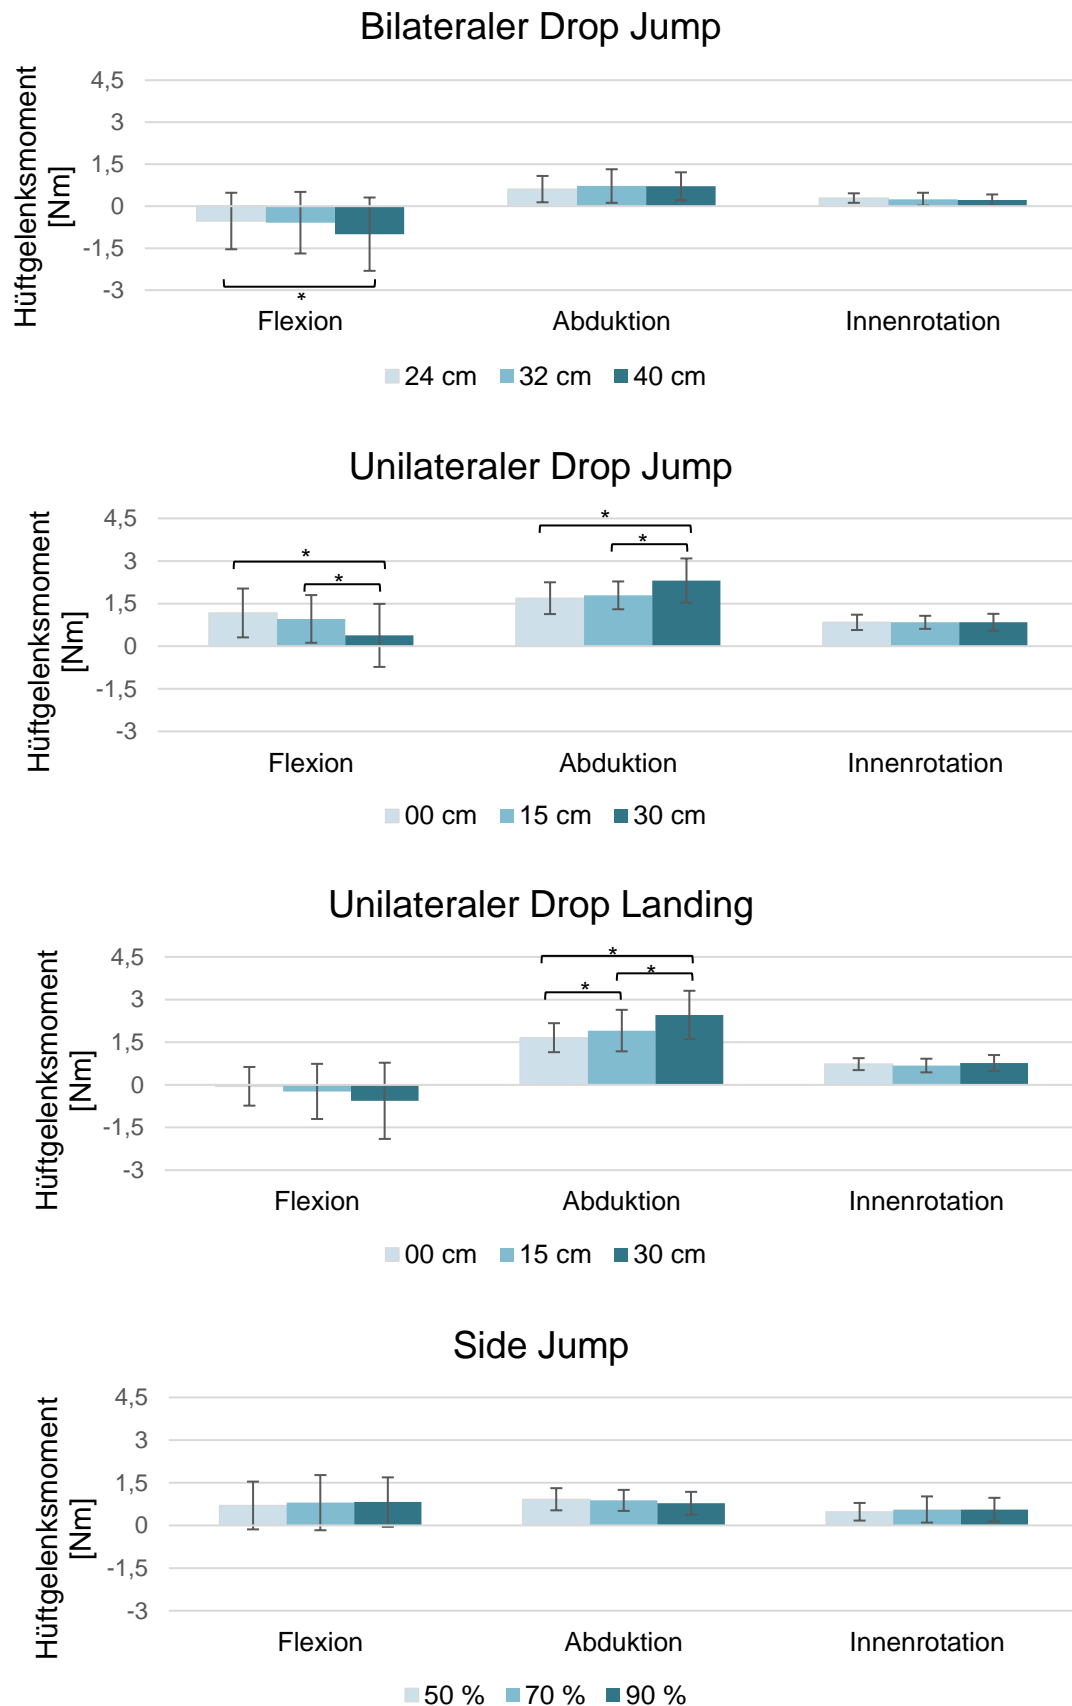 Bilateraler Drop Jump
Hüftgelenksmoment
[Nm]
4,5
3
1,5
0
-1,5
-3
*
Flexion Abduktion Innenrotation
24 cm 32 cm 40 cm
Unilateraler Drop Jump
Hüftgelenksmoment
[Nm]
4,5
3
1,5
0
-1,5
-3
* *
* *
Flexion Abduktion Innenrotation
00 cm 15 cm 30 cm
Unilateraler Drop Landing
Hüftgelenksmoment
[Nm]
4,5
3
1,5
0
-1,5
-3
*
* *
Flexion Abduktion Innenrotation
00 cm 15 cm 30 cm
Side Jump
Hüftgelenksmoment
[Nm]
4,5
3
1,5
0
-1,5
-3
Flexion Abduktion Innenrotation
50 % 70 % 90 %